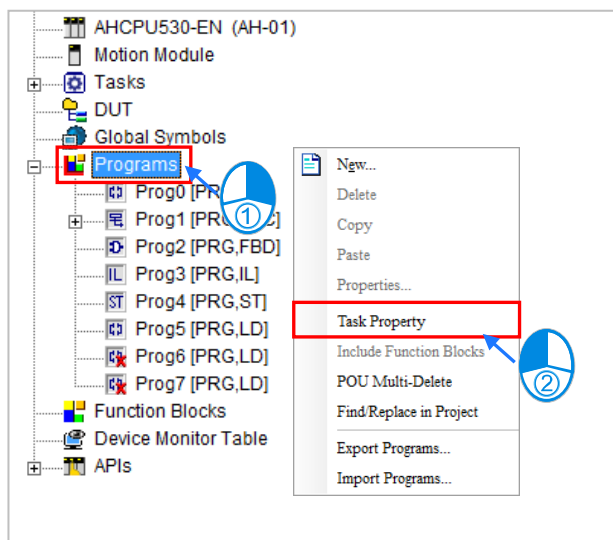 AHCPU530-EN (AH-01)
Motion Module
Tasks
DUT
Global Symbols
Programs
Prog0 [PR
Prog1 [PR C]
Prog2 [PRG,FBD]
IL Prog3 [PRG,IL]
ST Prog4 [PRG,ST]
Prog5 [PRG,LD]
Prog6 [PRG,LD]
Prog7 [PRG,LD]
Function Blocks
Device Monitor Table
APIs
①
New...
Delete
Copy
Paste
Properties...
Task Property
Include Function Blocks
POU Multi-Delete
Find/Replace in Project
Export Programs...
Import Programs...
②